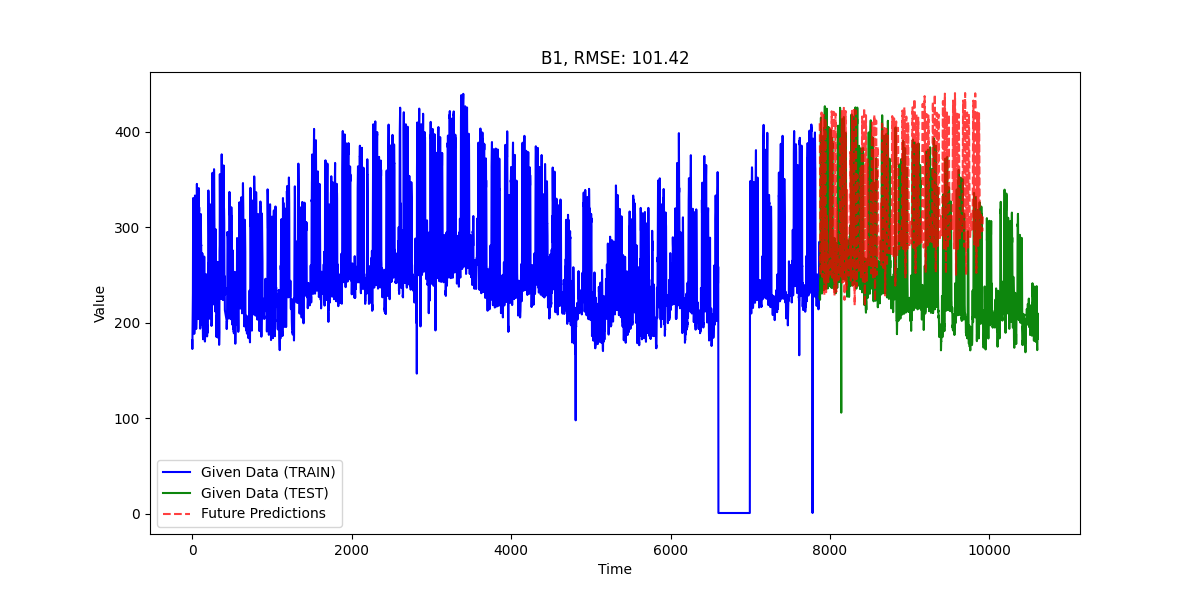 B1, RMSE: 101.42
Value
400
300
200
100
0
Given Data (TRAIN)
Given Data (TEST)
Future Predictions
0 2000 4000 6000 8000 10000
Time